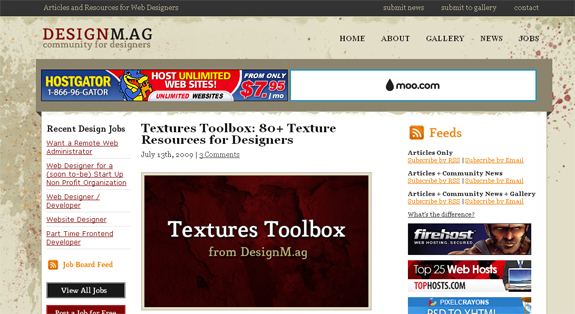 Articles and Resources for Web Designers
submit news submit to gallery contact
DESIGNM.AG
community for designers
HOME ABOUT GALLERY NEWS JOBS
HOSTGATOR
1-866-96-GATOR
HOST UNLIMITED
WEB SITES!
UNLIMITED WEBSITES
FROM ONLY
$7.95
/mo
moo.com
Recent Design Jobs
Want a Remote Web
Administrator
Web Designer for a
(soon to-be) Start Up
Non Profit Organization
Web Designer /
Developer
Website Designer
Part Time Frontend
Developer
Job Board Feed
View All Jobs
Post a Job for Free
Textures Toolbox: 80+ Texture
Resources for Designers
July 13th, 2009 | 3 Comments
Textures Toolbox
from DesignM.ag
Feeds
Articles Only
Subscribe by RSS | Subscribe by Email
Articles + Community News
Subscribe by RSS | Subscribe by Email
Articles + Community News + Gallery
Subscribe by RSS | Subscribe by Email
What's the difference?
firehost
WEB HOSTING. SECURED.
Top 25 Web Hosts
TOPHOSTS.COM
PIXELCRAYONS
PSD TO XHTML